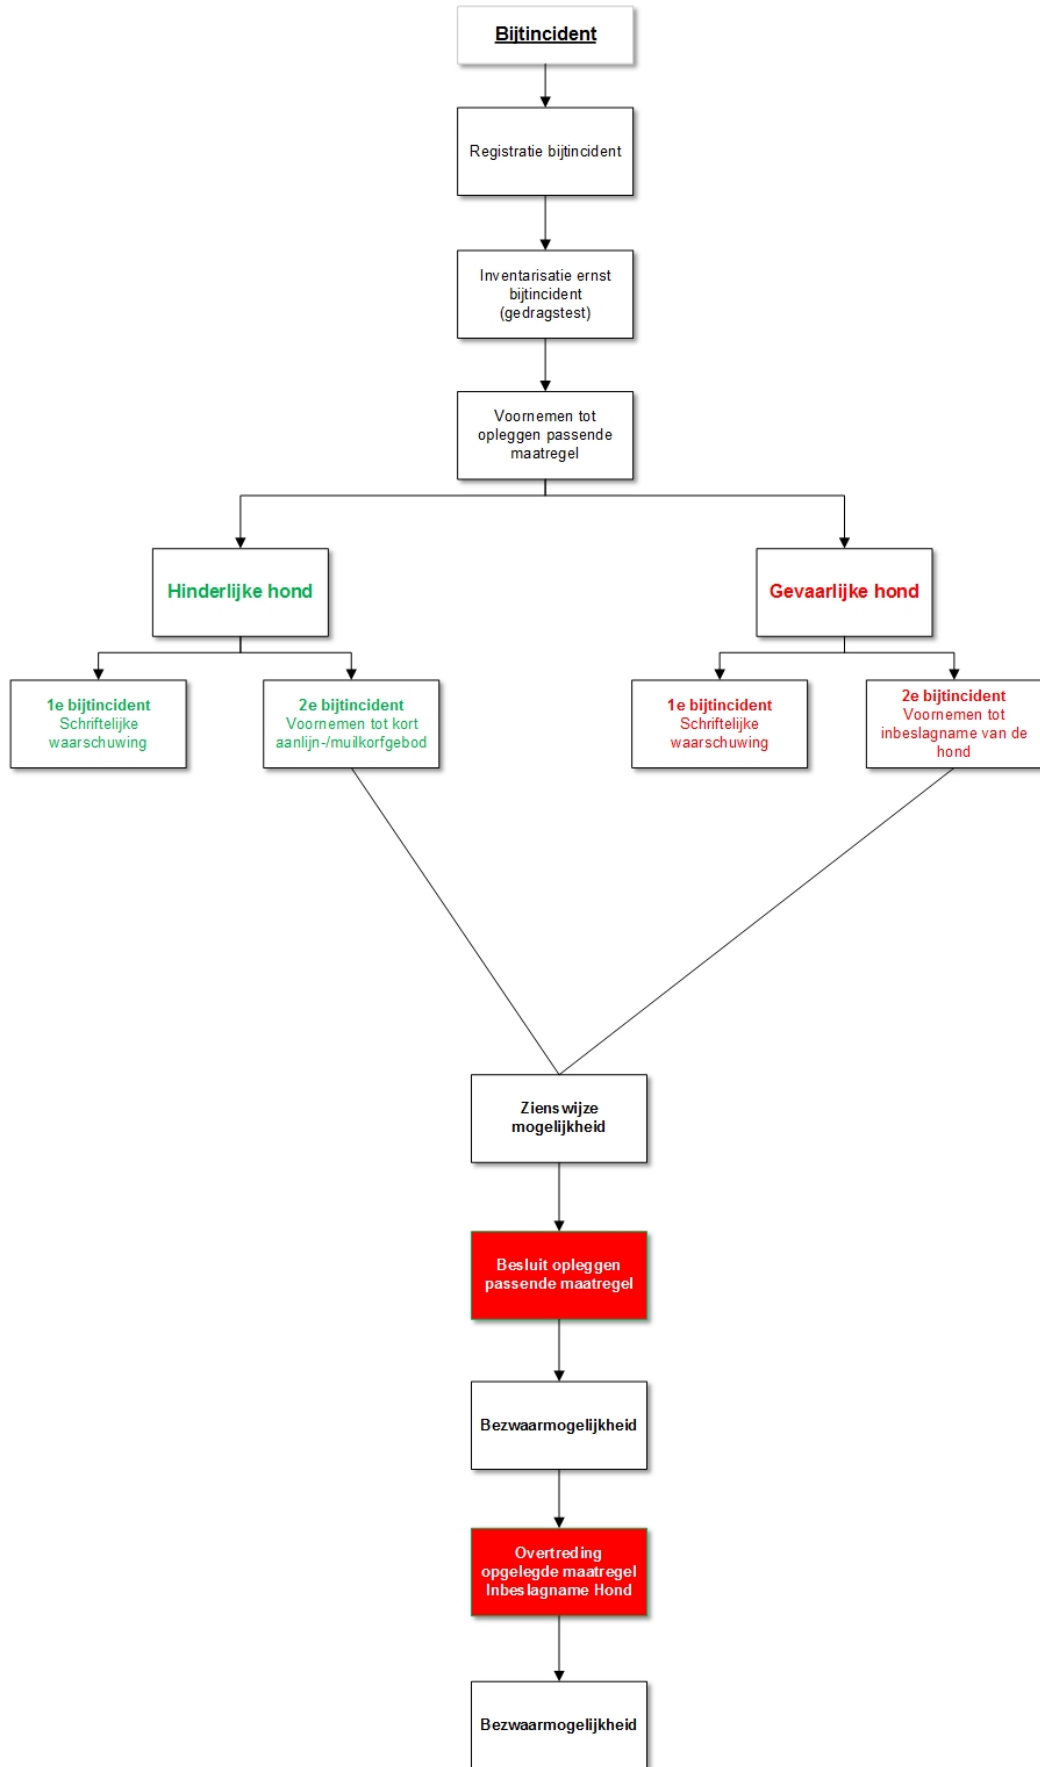 Bijtincident
Registratie bijtincident
Inventarisatie ernst
bijtincident
(gedragstest)
Voornemen tot
opleggen passende
maatregel
Hinderlijke hond
Gevaarlijke hond
1e bijtincident
Schriftelijke
waarschuwing
2e bijtincident
Voornemen tot kort
aanlijn-/muilkorfgebod
1e bijtincident
Schriftelijke
waarschuwing
2e bijtincident
Voornemen tot
inbeslagname van de
hond
Zienswijze
mogelijkheid
Besluit opleggen
passende maatregel
Bezwaarmogelijkheid
Overtreding
opgelegde maatregel
Inbeslagname Hond
Bezwaarmogelijkheid